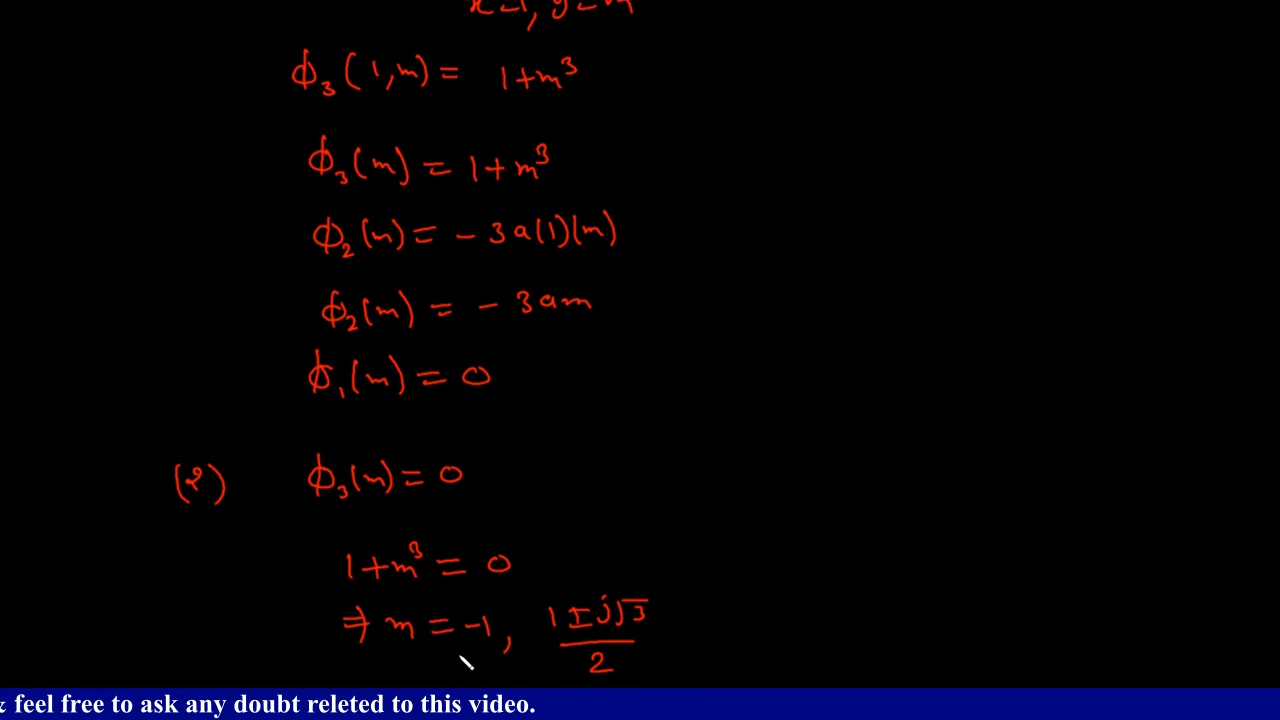 x=1, y=m
ϕ₃(1,m) = 1+m³
ϕ₃(m) = 1+m³
ϕ₂(m) = -3a(1)(m)
ϕ₂(m) = -3am
ϕ₁(m) = 0
(2) ϕ₃(m) = 0
1+m³ = 0
⇒ m = -1, (1±j√3)/2
& feel free to ask any doubt releted to this video.